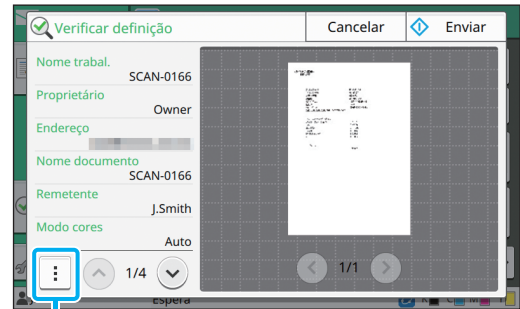 Verificar definição
Cancelar
Enviar
Nome trabal.
SCAN-0166
Proprietário
Owner
Endereço
Nome documento
SCAN-0166
Remetente
J.Smith
Modo cores
Auto
1/4
1/1
Espera
K
C
M